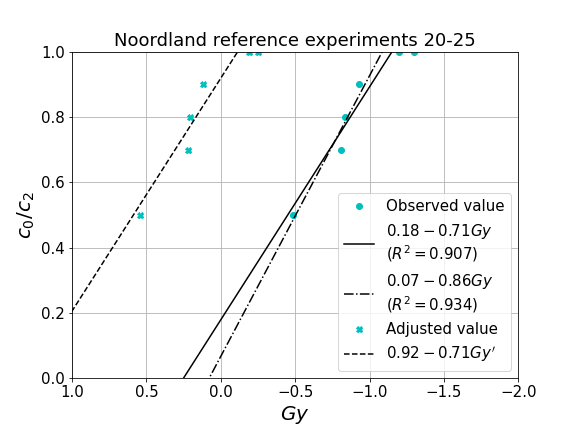 Noordland reference experiments 20-25
1.0
0.8
0.6
0.4
0.2
0.0
c₀/c₂
Observed value
0.18 − 0.71Gy
(R² = 0.907)
0.07 − 0.86Gy
(R² = 0.934)
Adjusted value
0.92 − 0.71Gy′
1.0 0.5 0.0 −0.5 −1.0 −1.5 −2.0
Gy